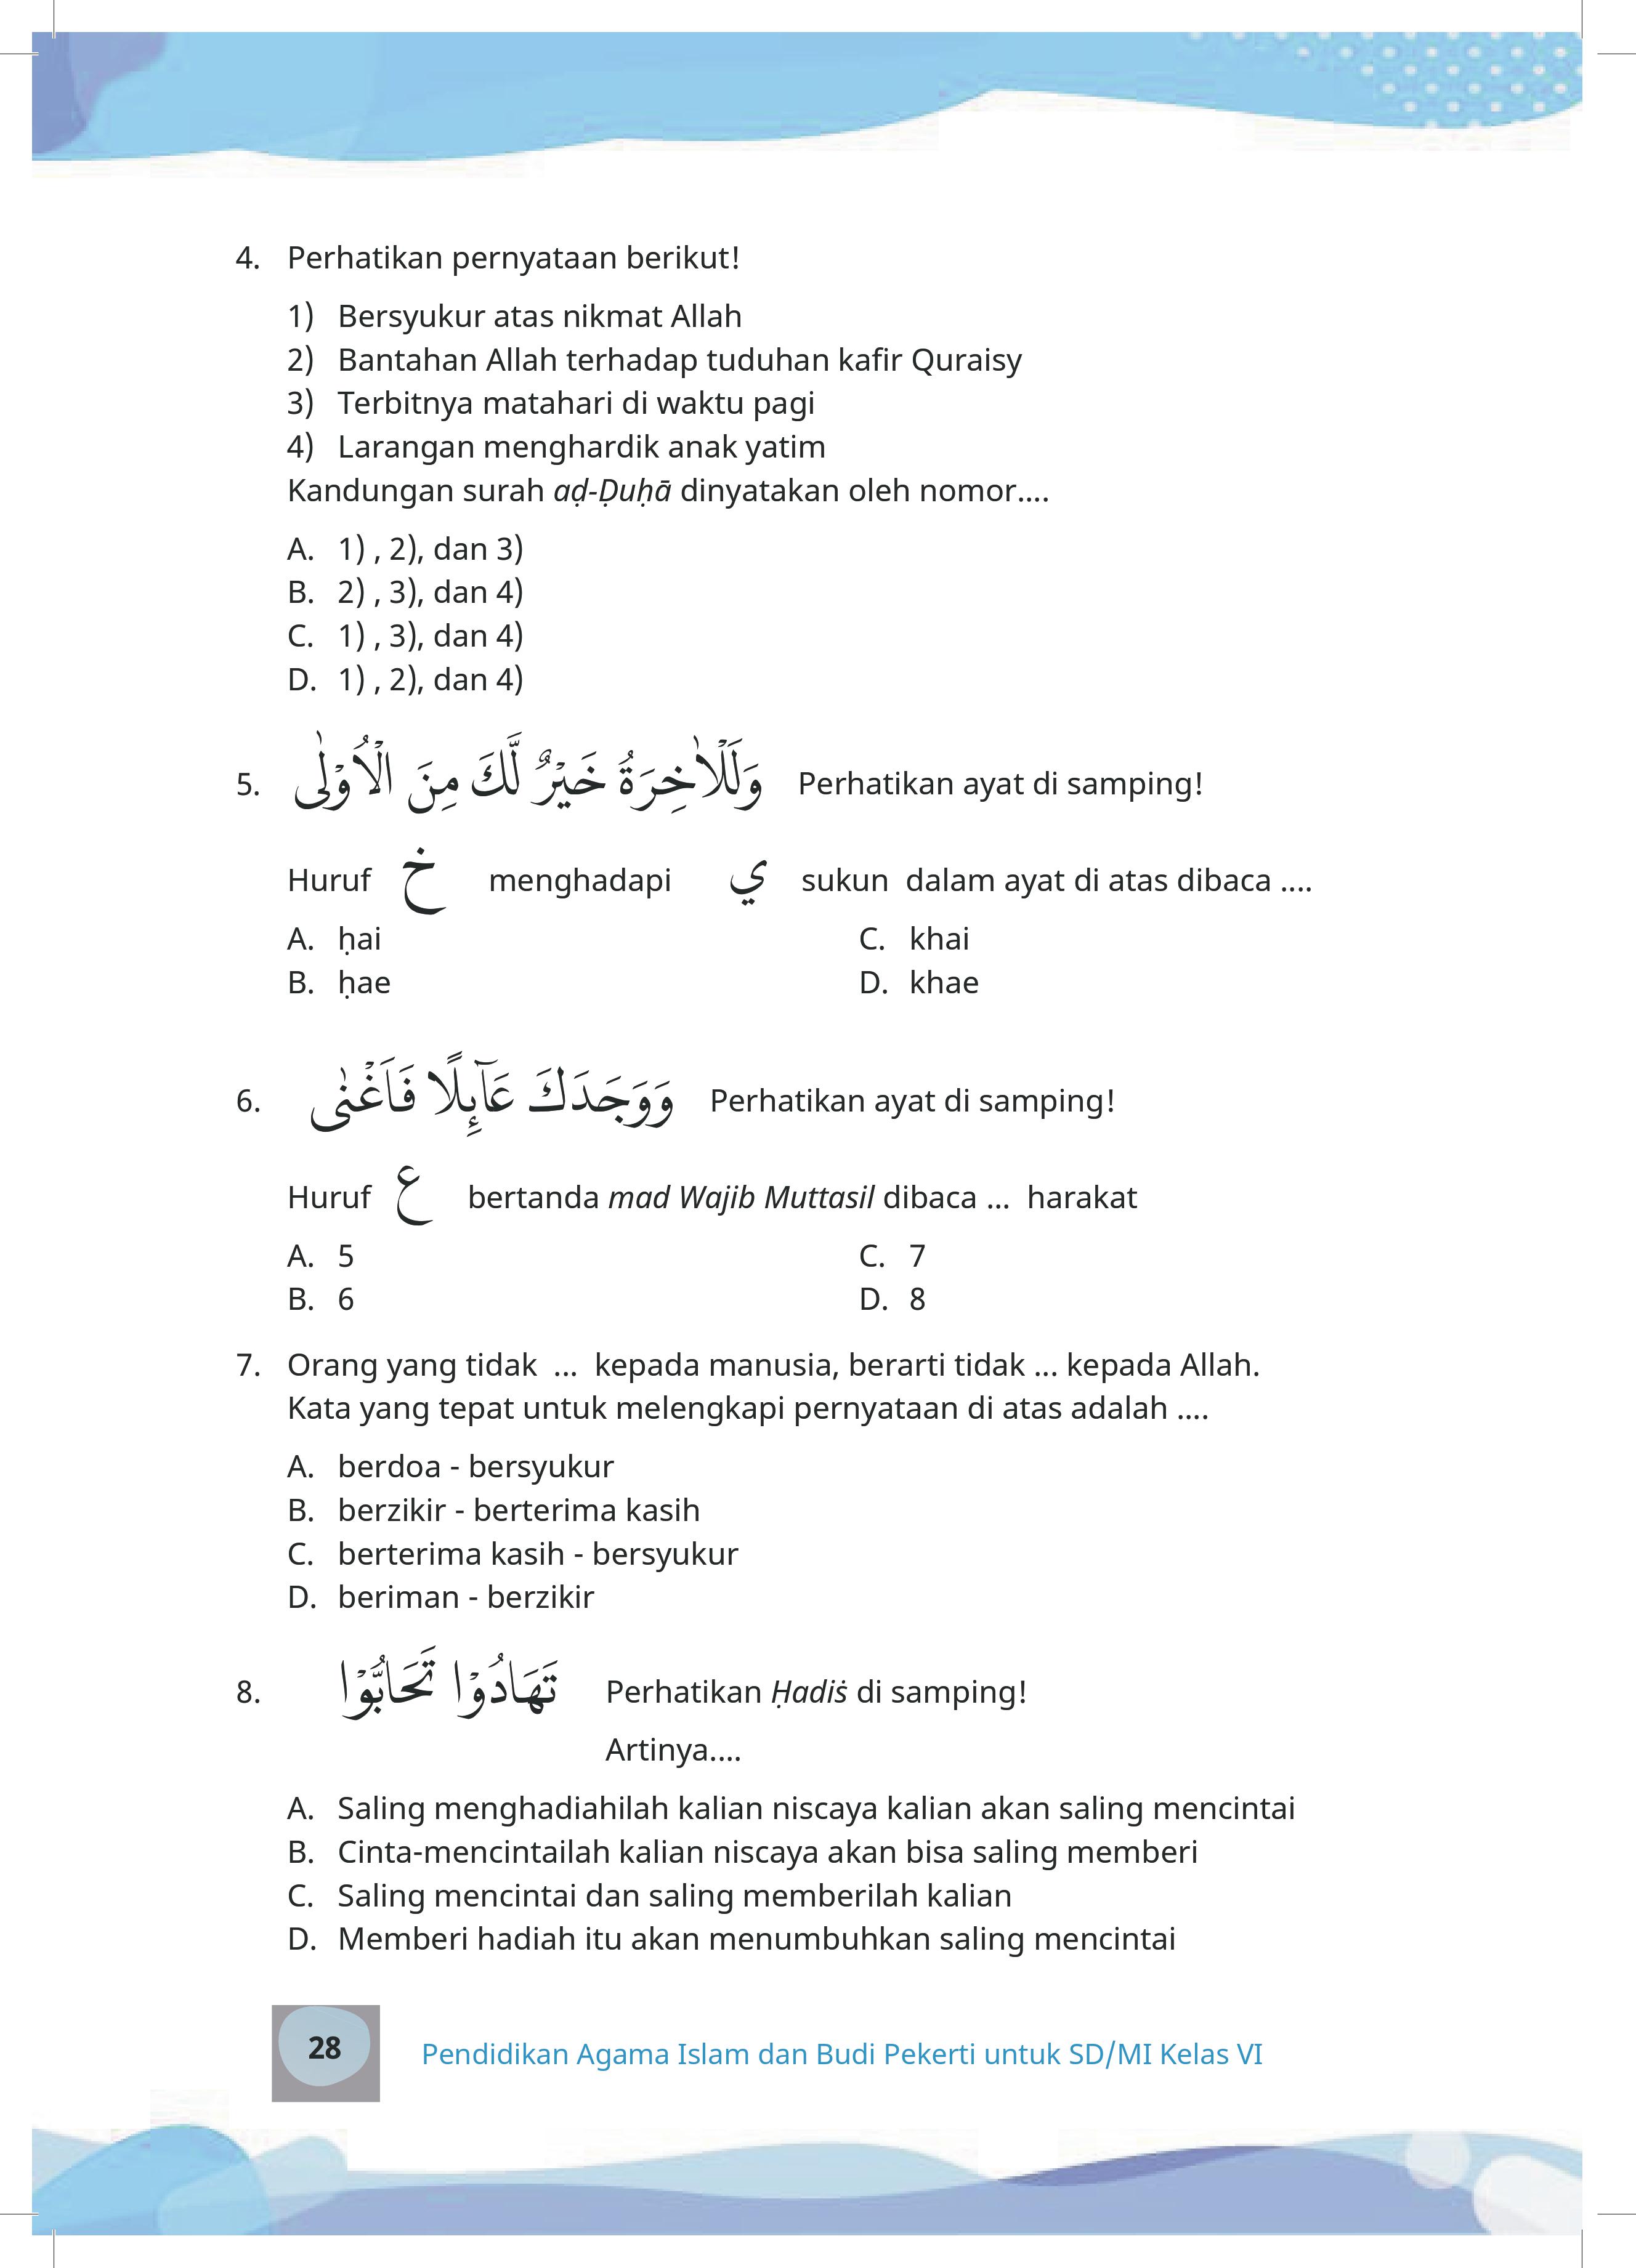 4. Perhatikan pernyataan berikut!
1) Bersyukur atas nikmat Allah
2) Bantahan Allah terhadap tuduhan kafir Quraisy
3) Terbitnya matahari di waktu pagi
4) Larangan menghardik anak yatim
Kandungan surah aḍ-Ḍuḥā dinyatakan oleh nomor....
A. 1) , 2), dan 3)
B. 2) , 3), dan 4)
C. 1) , 3), dan 4)
D. 1) , 2), dan 4)
5. وَلَلْاٰخِرَةُ خَيْرٌ لَّكَ مِنَ الْاُوْلٰى Perhatikan ayat di samping!
Huruf خ menghadapi ي sukun dalam ayat di atas dibaca ....
A. ḥai C. khai
B. ḥae D. khae
6. وَوَجَدَكَ عَاۤىِٕلًا فَاَغْنٰى Perhatikan ayat di samping!
Huruf ع bertanda mad Wajib Muttasil dibaca ... harakat
A. 5 C. 7
B. 6 D. 8
7. Orang yang tidak ... kepada manusia, berarti tidak ... kepada Allah.
Kata yang tepat untuk melengkapi pernyataan di atas adalah ....
A. berdoa - bersyukur
B. berzikir - berterima kasih
C. berterima kasih - bersyukur
D. beriman - berzikir
8. تَهَادُوْا تَحَابُّوْا Perhatikan Ḥadiṡ di samping!
Artinya....
A. Saling menghadiahilah kalian niscaya kalian akan saling mencintai
B. Cinta-mencintailah kalian niscaya akan bisa saling memberi
C. Saling mencintai dan saling memberilah kalian
D. Memberi hadiah itu akan menumbuhkan saling mencintai
28 Pendidikan Agama Islam dan Budi Pekerti untuk SD/MI Kelas VI